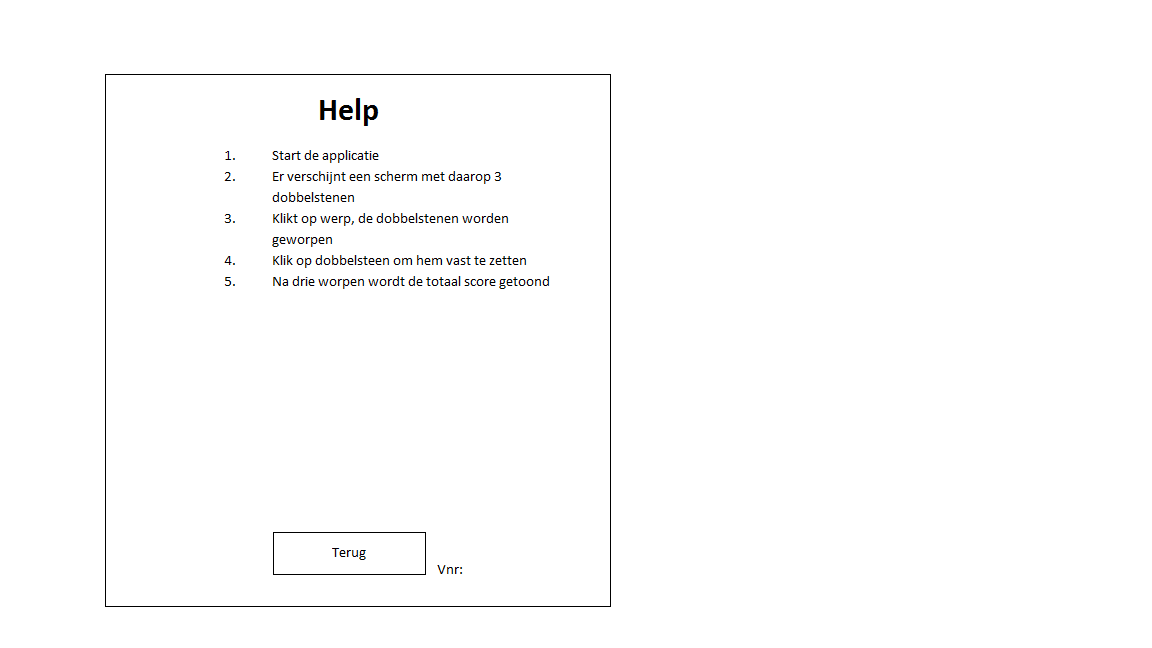 Help
1. Start de applicatie
2. Er verschijnt een scherm met daarop 3
dobbelstenen
3. Klikt op werp, de dobbelstenen worden
geworpen
4. Klik op dobbelsteen om hem vast te zetten
5. Na drie worpen wordt de totaal score getoond
Terug
Vnr: